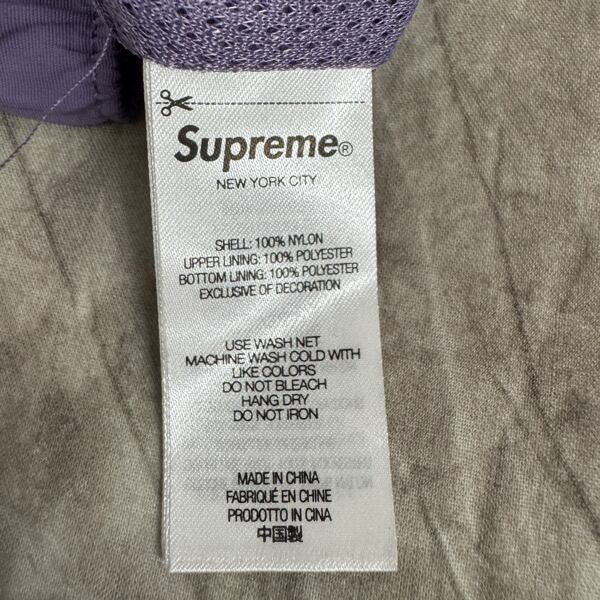 Supreme®
NEW YORK CITY
SHELL: 100% NYLON
UPPER LINING: 100% POLYESTER
BOTTOM LINING: 100% POLYESTER
EXCLUSIVE OF DECORATION
USE WASH NET
MACHINE WASH COLD WITH
LIKE COLORS
DO NOT BLEACH
HANG DRY
DO NOT IRON
MADE IN CHINA
FABRIQUÉ EN CHINE
PRODOTTO IN CINA
中国製